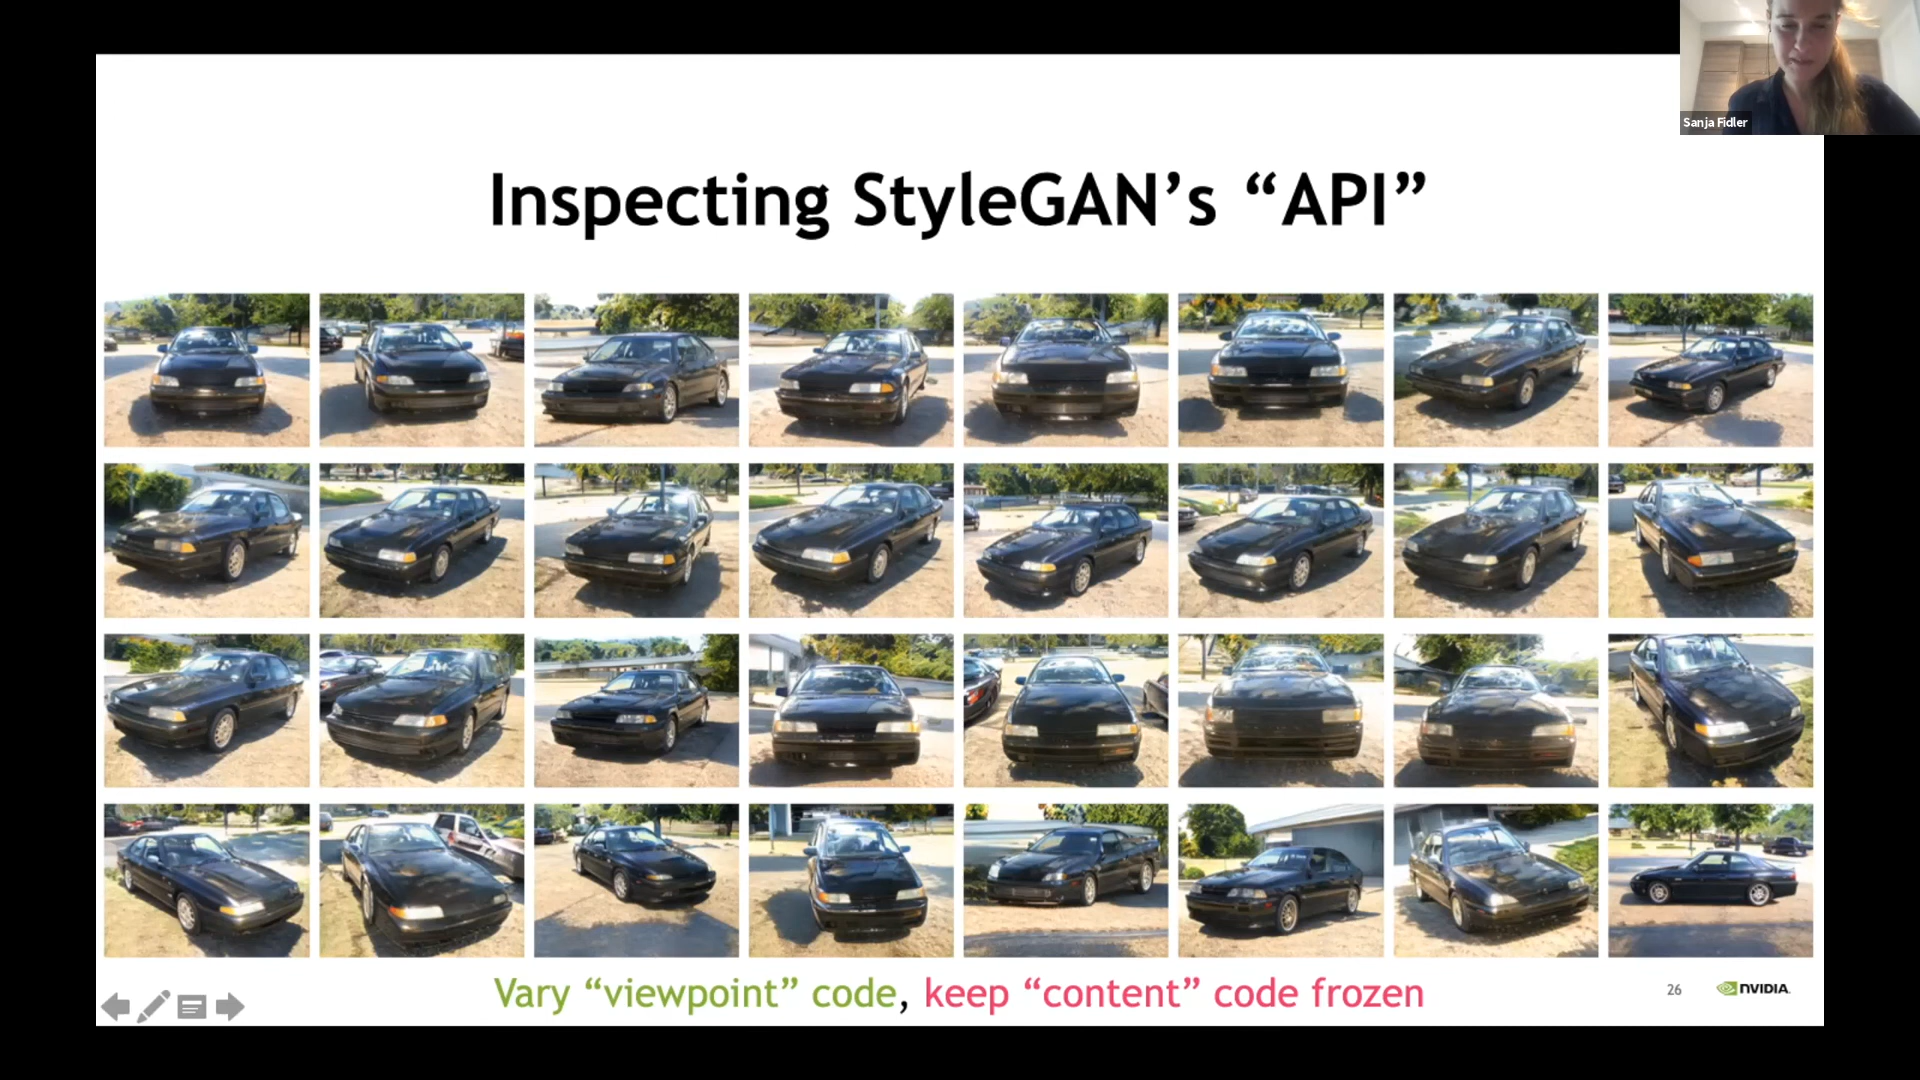 Sanja Fidler
Inspecting StyleGAN’s “API”
Vary “viewpoint” code, keep “content” code frozen
26
NVIDIA.